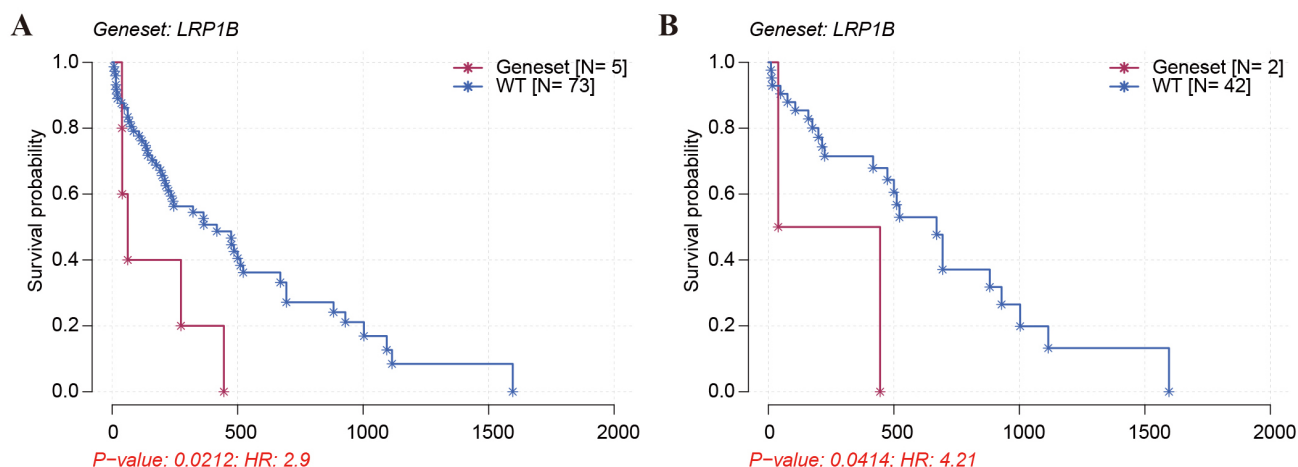 A
Geneset: LRP1B
Geneset [N= 5]
WT [N= 73]
Survival probability
1.0
0.8
0.6
0.4
0.2
0.0
0 500 1000 1500 2000
P−value: 0.0212; HR: 2.9
B
Geneset: LRP1B
Geneset [N= 2]
WT [N= 42]
Survival probability
1.0
0.8
0.6
0.4
0.2
0.0
0 500 1000 1500 2000
P−value: 0.0414; HR: 4.21